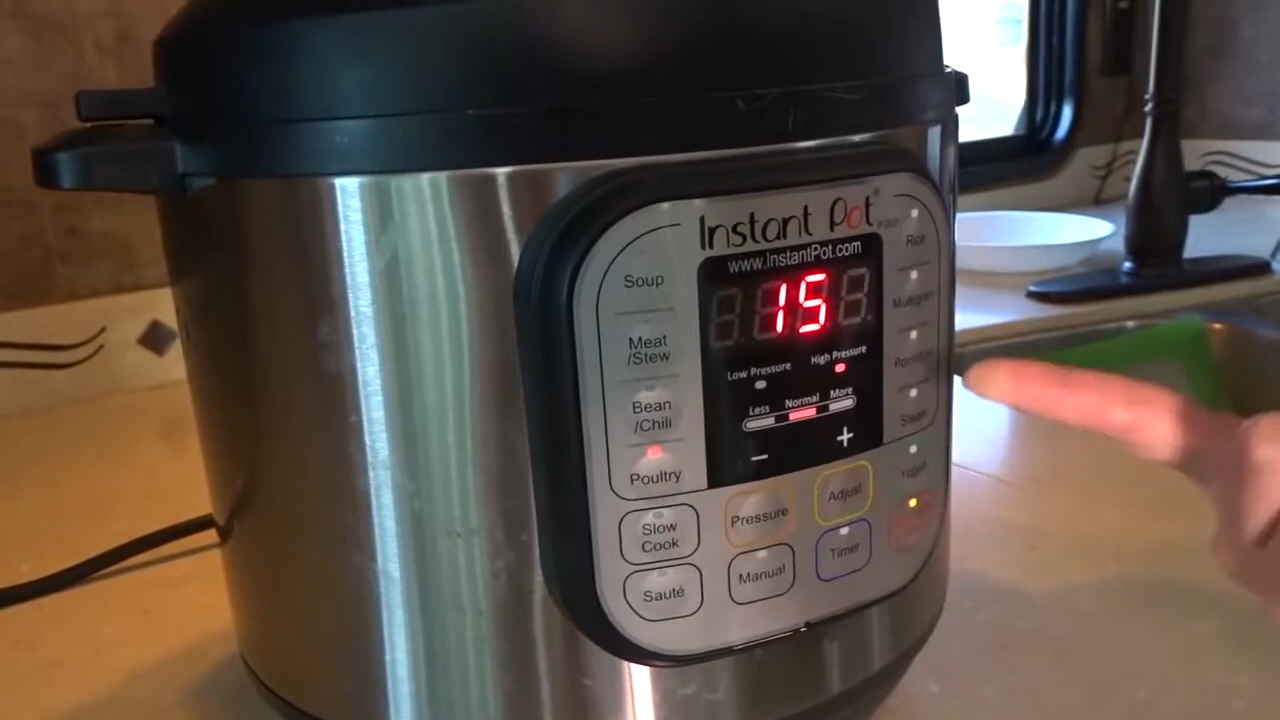 Instant Pot®
www.InstantPot.com
15
Low Pressure
High Pressure
Less
Normal
More
−
+
Soup
Meat
/Stew
Bean
/Chili
Poultry
Rice
Multigrain
Porridge
Steam
Yogurt
Slow
Cook
Sauté
Pressure
Manual
Adjust
Timer